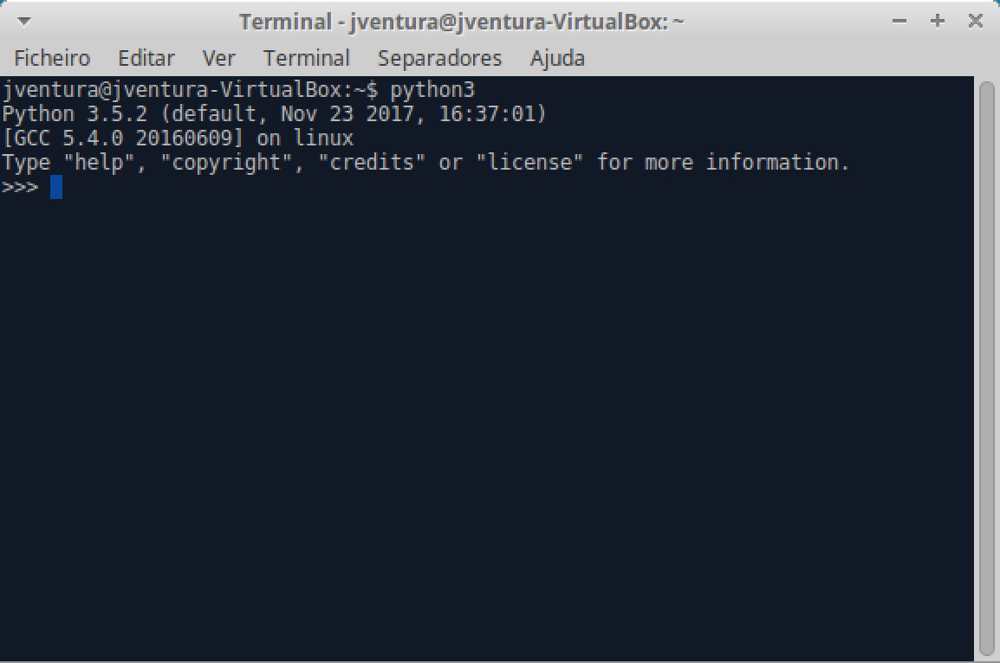 Terminal - jventura@jventura-VirtualBox: ~
Ficheiro Editar Ver Terminal Separadores Ajuda
jventura@jventura-VirtualBox:~$ python3
Python 3.5.2 (default, Nov 23 2017, 16:37:01)
[GCC 5.4.0 20160609] on linux
Type "help", "copyright", "credits" or "license" for more information.
>>>